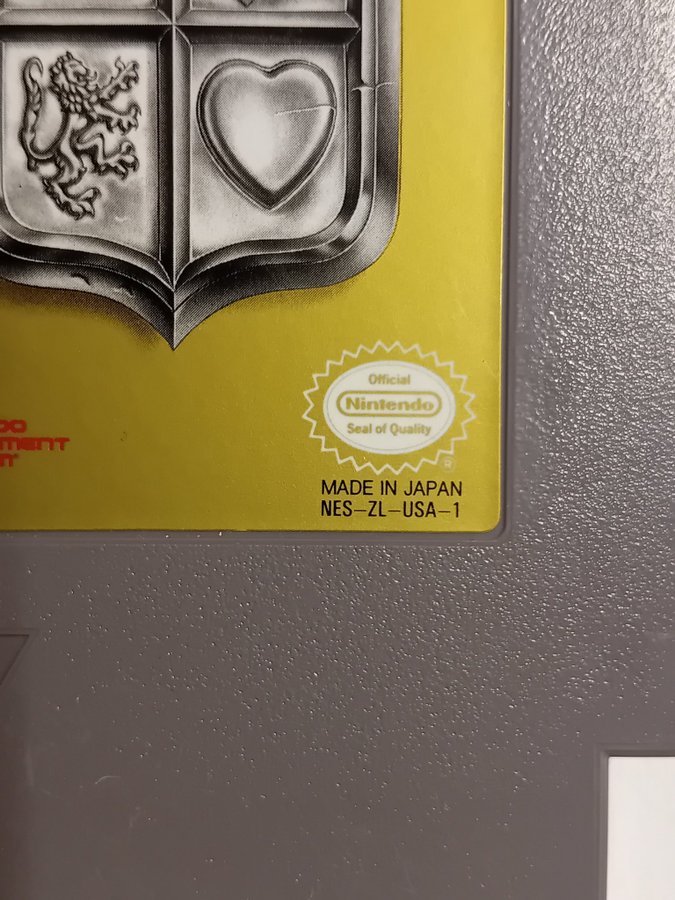 Official
Nintendo
Seal of Quality
®
MADE IN JAPAN
NES-ZL-USA-1